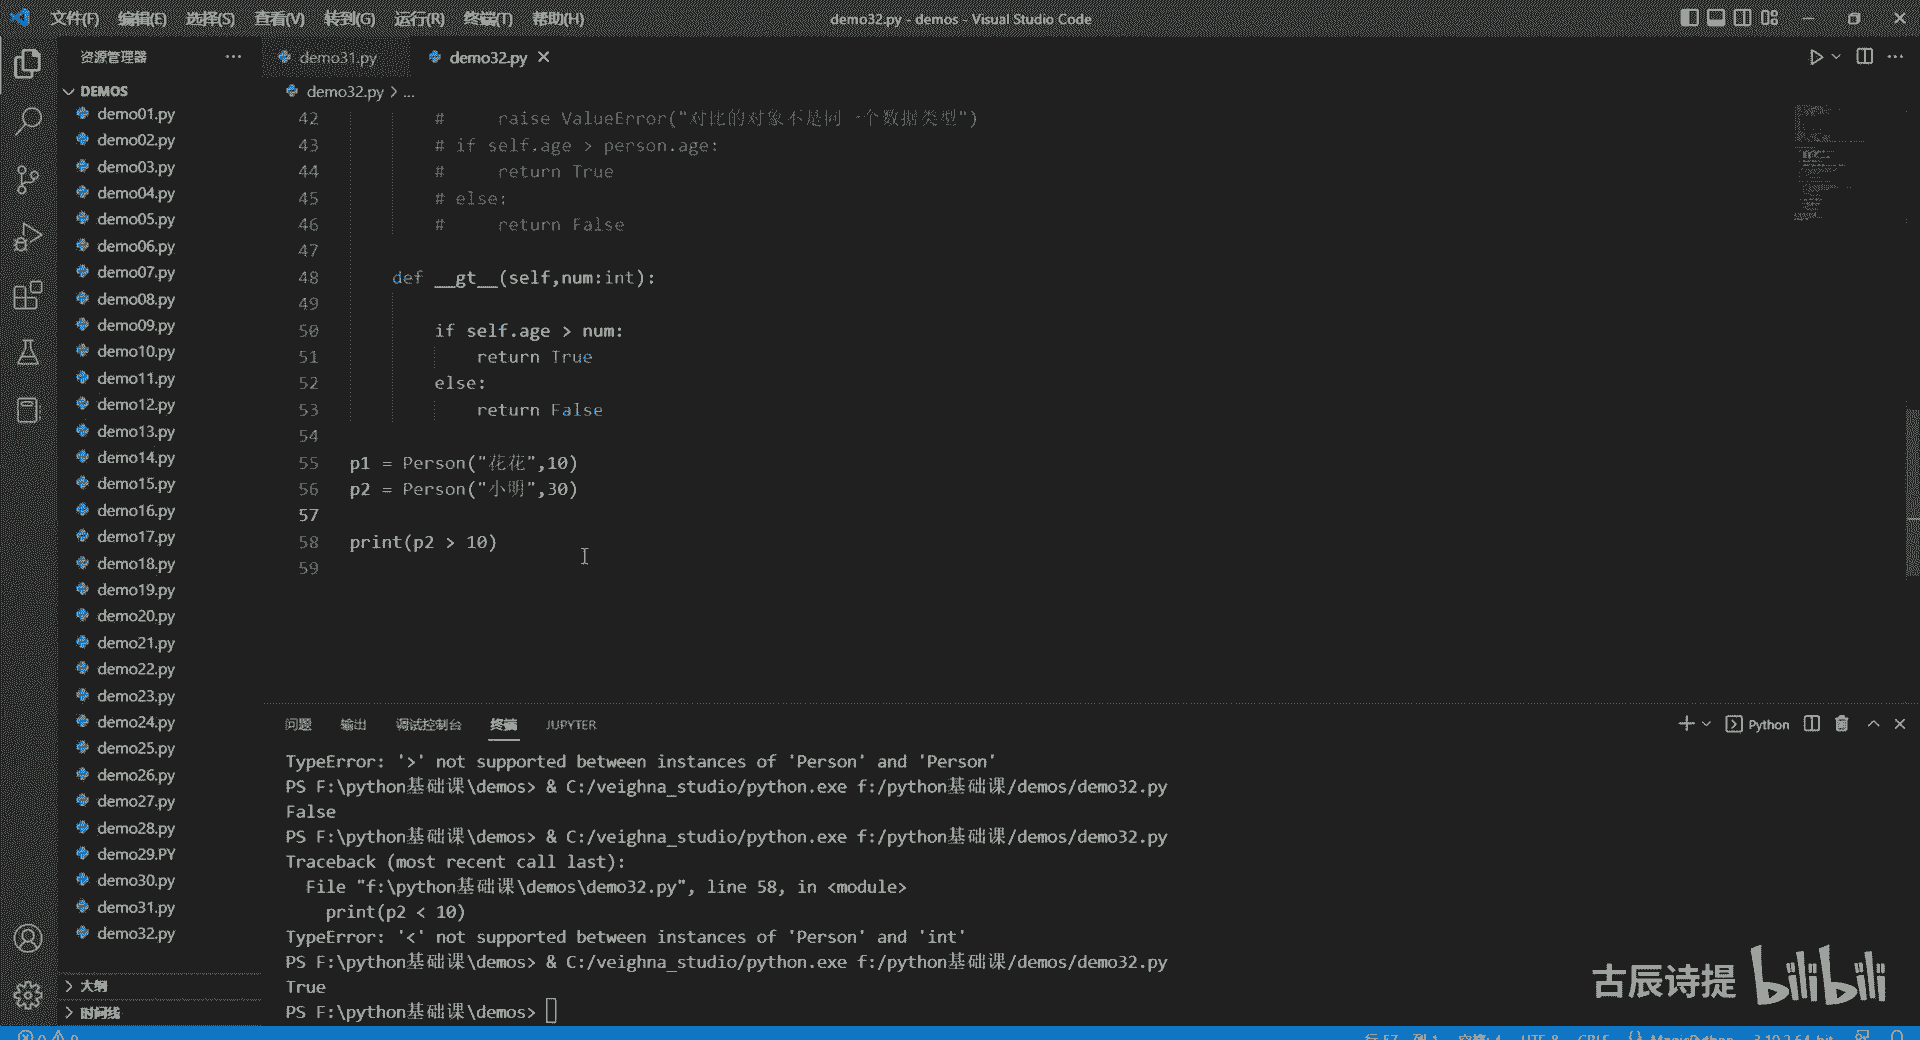 文件(F) 编辑(E) 选择(S) 查看(V) 转到(G) 运行(R) 终端(T) 帮助(H) demo32.py - demos - Visual Studio Code
资源管理器 ··· demo31.py demo32.py
DEMOS
demo32.py > ...
demo01.py
demo02.py
demo03.py
demo04.py
demo05.py
demo06.py
demo07.py
demo08.py
demo09.py
demo10.py
demo11.py
demo12.py
demo13.py
demo14.py
demo15.py
demo16.py
demo17.py
demo18.py
demo19.py
demo20.py
demo21.py
demo22.py
demo23.py
demo24.py
demo25.py
demo26.py
demo27.py
demo28.py
demo29.PY
demo30.py
demo31.py
demo32.py
大纲
时间线
42 #     raise ValueError("对比的对象不是同一个数据类型")
43 # if self.age > person.age:
44 #     return True
45 # else:
46 #     return False
47
48 def __gt__(self,num:int):
49
50 if self.age > num:
51 return True
52 else:
53 return False
54
55 p1 = Person("花花",10)
56 p2 = Person("小明",30)
57
58 print(p2 > 10)
59
问题 输出 调试控制台 终端 JUPYTER Python
TypeError: '>' not supported between instances of 'Person' and 'Person'
PS F:\python基础课\demos> & C:/veighna_studio/python.exe f:/python基础课/demos/demo32.py
False
PS F:\python基础课\demos> & C:/veighna_studio/python.exe f:/python基础课/demos/demo32.py
Traceback (most recent call last):
File "f:\python基础课\demos\demo32.py", line 58, in <module>
print(p2 < 10)
TypeError: '<' not supported between instances of 'Person' and 'int'
PS F:\python基础课\demos> & C:/veighna_studio/python.exe f:/python基础课/demos/demo32.py
True
PS F:\python基础课\demos>
古辰诗提 bilibili
行 57, 列 1 空格: 4 UTF-8 CRLF MagicPython 3.10.2 64-bit